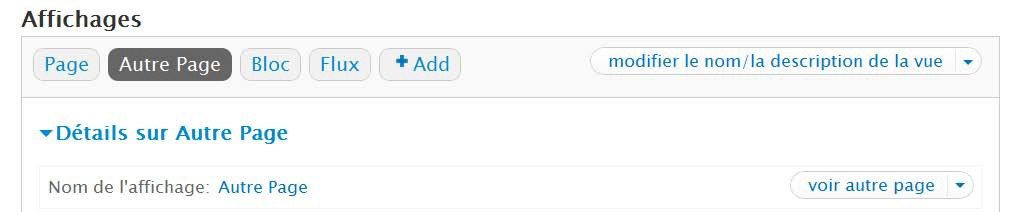 Affichages
Page Autre Page Bloc Flux + Add modifier le nom/la description de la vue
Détails sur Autre Page
Nom de l'affichage: Autre Page voir autre page